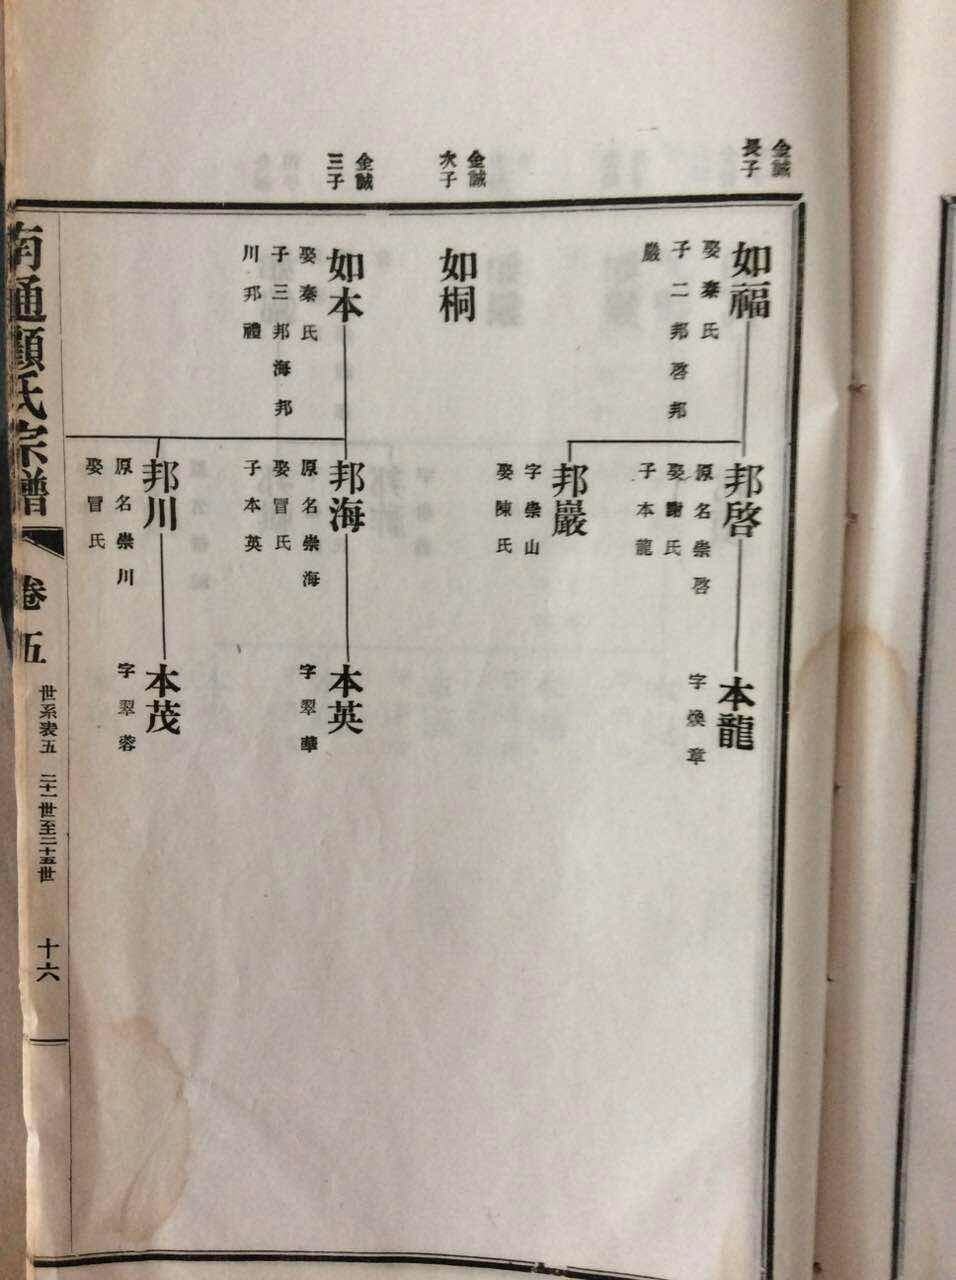 金誠
長子
如福
娶秦氏
子二邦啓邦
巖
邦啓
原名崇啓
娶謝氏
子本龍
本龍
字煥章
邦巖
字崇山
娶陳氏
金誠
次子
如桐
金誠
三子
如本
娶秦氏
子三邦海邦
川邦禮
邦海
原名崇海
娶冒氏
子本英
本英
字翠華
邦川
原名崇川
娶冒氏
本茂
字翠蓉
南通顧氏宗譜
卷五
世系表五 二十一世至二十五世
十六